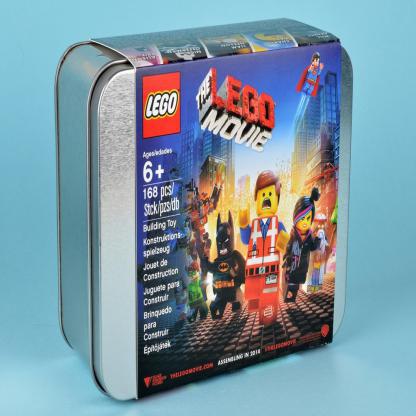 LEGO
THE
LEGO
MOVIE
Ages/edades
6+
168 pcs/
Stck/pzs/db
Building Toy
Konstruktions-
spielzeug
Jouet de
Construction
Juguete para
Construir
Brinquedo
para
Construir
Építőjáték
THELEGOMOVIE.COM
ASSEMBLING IN 2014
#THELEGOMOVIE